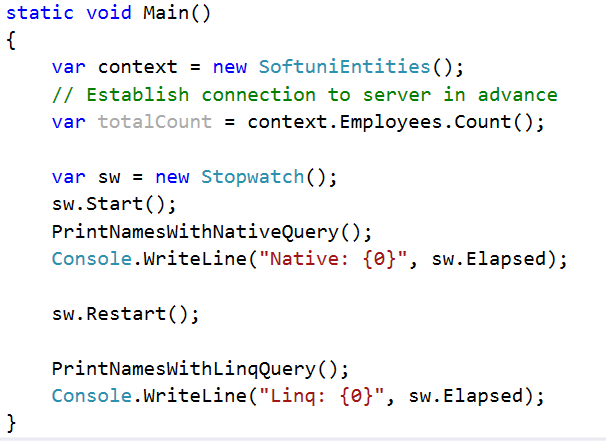 static void Main()
{
    var context = new SoftuniEntities();
    // Establish connection to server in advance
    var totalCount = context.Employees.Count();

    var sw = new Stopwatch();
    sw.Start();
    PrintNamesWithNativeQuery();
    Console.WriteLine("Native: {0}", sw.Elapsed);

    sw.Restart();

    PrintNamesWithLinqQuery();
    Console.WriteLine("Linq: {0}", sw.Elapsed);
}